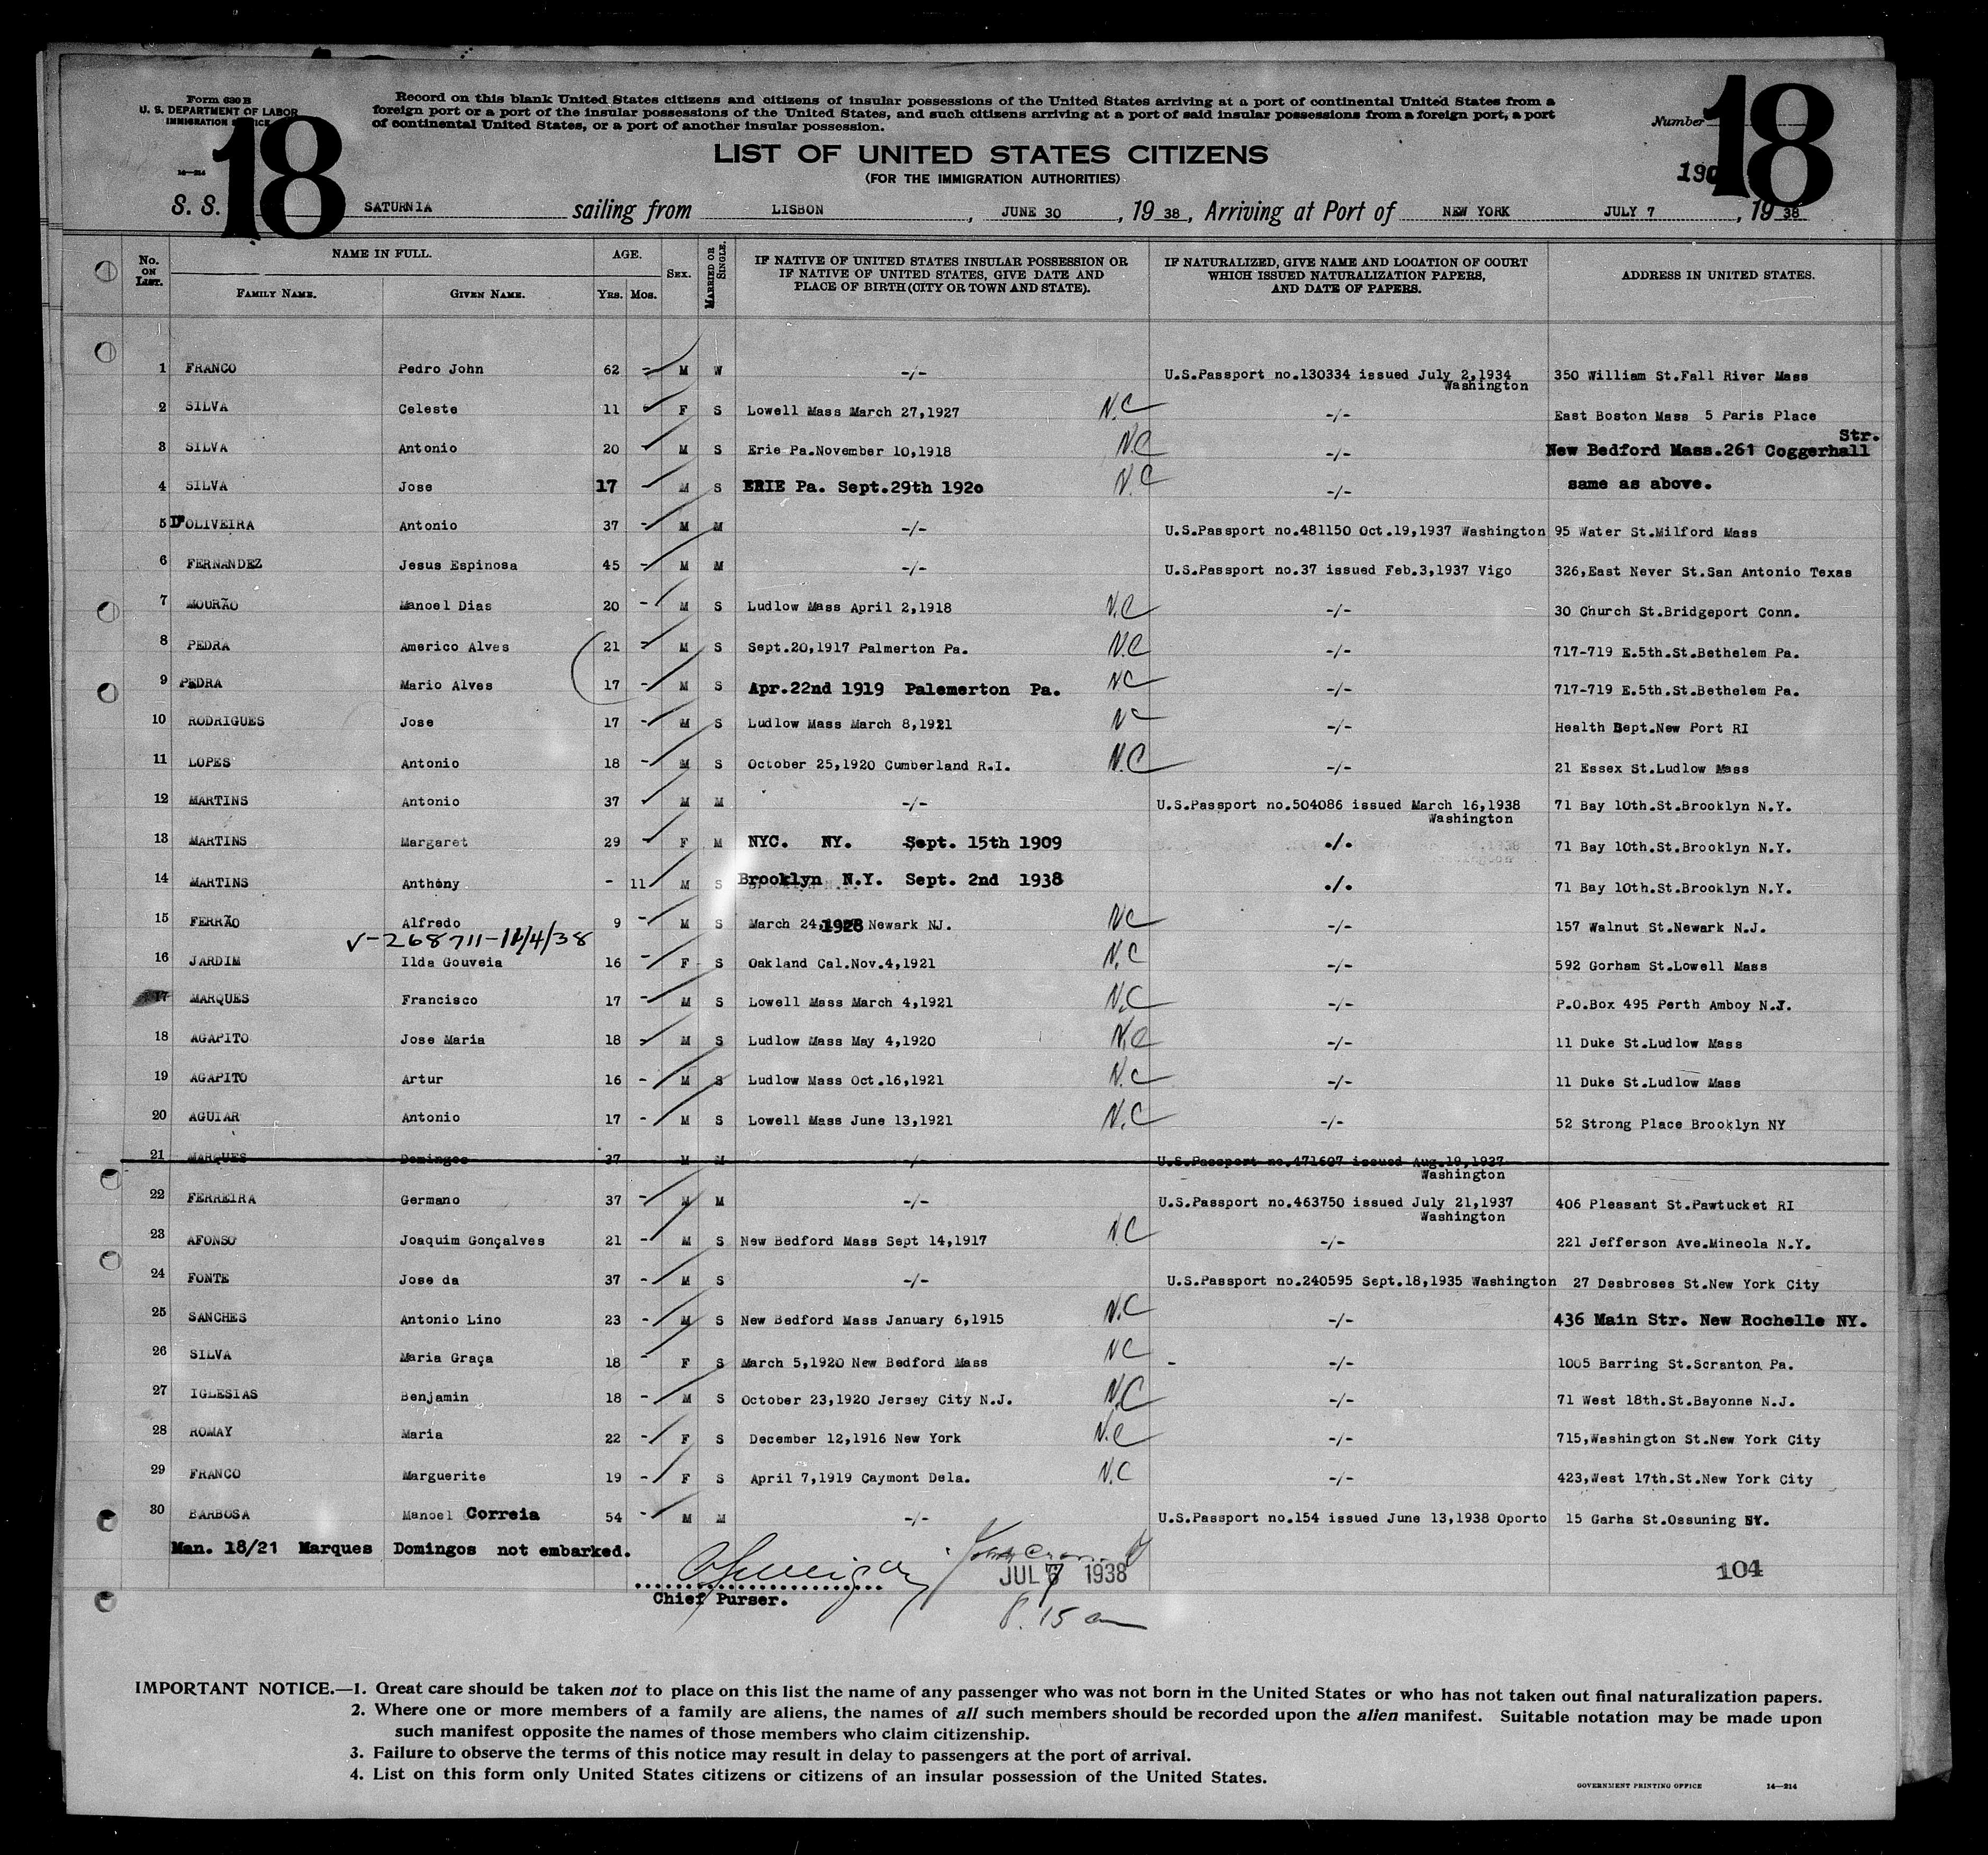 Form 630 B
U. S. DEPARTMENT OF LABOR
IMMIGRATION SERVICE
14—214
18
Record on this blank United States citizens and citizens of insular possessions of the United States arriving at a port of continental United States from a
foreign port or a port of the insular possessions of the United States, and such citizens arriving at a port of said insular possessions from a foreign port, a port
of continental United States, or a port of another insular possession.
Number
18
LIST OF UNITED STATES CITIZENS
(FOR THE IMMIGRATION AUTHORITIES)
190
S. S. SATURNIA sailing from LISBON, JUNE 30, 19 38, Arriving at Port of NEW YORK JULY 7, 19 38
No. ON LIST. NAME IN FULL. FAMILY NAME. GIVEN NAME. AGE. YRS. MOS. SEX. MARRIED OR SINGLE. IF NATIVE OF UNITED STATES INSULAR POSSESSION OR IF NATIVE OF UNITED STATES, GIVE DATE AND PLACE OF BIRTH (CITY OR TOWN AND STATE). IF NATURALIZED, GIVE NAME AND LOCATION OF COURT WHICH ISSUED NATURALIZATION PAPERS, AND DATE OF PAPERS. ADDRESS IN UNITED STATES.
1 FRANCO Pedro John 62 - M W -/- U.S.Passport no.130334 issued July 2,1934 Washington 350 William St.Fall River Mass
2 SILVA Celeste 11 - F S Lowell Mass March 27,1927 N.C -/- East Boston Mass 5 Paris Place
3 SILVA Antonio 20 - M S Erie Pa.November 10,1918 N.C -/- New Bedford Mass.261 Coggerhall Str.
4 SILVA Jose 17 - M S ERIE Pa. Sept.29th 192o N.C -/- same as above.
5 D'OLIVEIRA Antonio 37 - M M -/- U.S.Passport no.481150 Oct.19,1937 Washington 95 Water St.Milford Mass
6 FERNANDEZ Jesus Espinosa 45 - M M -/- U.S.Passport no.37 issued Feb.3,1937 Vigo 326,East Never St.San Antonio Texas
7 MOURÃO Manoel Dias 20 - M S Ludlow Mass April 2,1918 N.C -/- 30 Church St.Bridgeport Conn.
8 PEDRA Americo Alves 21 - M S Sept.20,1917 Palmerton Pa. N.C -/- 717-719 E.5th.St.Bethelem Pa.
9 PEDRA Mario Alves 17 - M S Apr.22nd 1919 Palemerton Pa. NC -/- 717-719 E.5th.St.Bethelem Pa.
10 RODRIGUES Jose 17 - M S Ludlow Mass March 8,1921 NC -/- Health Dept.New Port RI
11 LOPES Antonio 18 - M S October 25,1920 Cumberland R.I. N.C -/- 21 Essex St.Ludlow Mass
12 MARTINS Antonio 37 - M M -/- U.S.Passport no.504086 issued March 16,1938 Washington 71 Bay 10th.St.Brooklyn N.Y.
13 MARTINS Margaret 29 - F M NYC. NY. Sept. 15th 1909 ./. 71 Bay 10th.St.Brooklyn N.Y.
14 MARTINS Anthony - 11 M S Brooklyn N.Y. Sept. 2nd 1938 ./. 71 Bay 10th.St.Brooklyn N.Y.
15 FERRÃO Alfredo 9 - M S March 24,1928 Newark NJ. NC -/- 157 Walnut St.Newark N.J.
V-268711-11/4/38
16 JARDIM Ilda Gouveia 16 - F S Oakland Cal.Nov.4,1921 N.C -/- 592 Gorham St.Lowell Mass
17 MARQUES Francisco 17 - M S Lowell Mass March 4,1921 N.C -/- P.O.Box 495 Perth Amboy N.J.
18 AGAPITO Jose Maria 18 - M S Ludlow Mass May 4,1920 N.C -/- 11 Duke St.Ludlow Mass
19 AGAPITO Artur 16 - M S Ludlow Mass Oct.16,1921 N.C -/- 11 Duke St.Ludlow Mass
20 AGUIAR Antonio 17 - M S Lowell Mass June 13,1921 N.C -/- 52 Strong Place Brooklyn NY
21 MARQUES Domingos 37 M M -/- U.S.Passport no.471607 issued Aug.19,1937 Washington
22 FERREIRA Germano 37 - M M -/- U.S.Passport no.463750 issued July 21,1937 Washington 406 Pleasant St.Pawtucket RI
23 AFONSO Joaquim Gonçalves 21 - M S New Bedford Mass Sept 14,1917 N.C -/- 221 Jefferson Ave.Mineola N.Y.
24 FONTE Jose da 37 - M S -/- U.S.Passport no.240595 Sept.18,1935 Washington 27 Desbroses St.New York City
25 SANCHES Antonio Lino 23 - M S New Bedford Mass January 6,1915 N.C -/- 436 Main Str. New Rochelle NY.
26 SILVA Maria Graça 18 - F S March 5,1920 New Bedford Mass NC - -/- 1005 Barring St.Scranton Pa.
27 IGLESIAS Benjamin 18 - M S October 23,1920 Jersey City N.J. N.C -/- 71 West 18th.St.Bayonne N.J.
28 ROMAY Maria 22 - F S December 12,1916 New York N.C -/- 715,Washington St.New York City
29 FRANCO Marguerite 19 - F S April 7,1919 Caymont Dela. N.C -/- 423,West 17th.St.New York City
30 BARBOSA Manoel Correia 54 - M M -/- U.S.Passport no.154 issued June 13,1938 Oporto 15 Garha St.Ossuning NY.
Man. 18/21 Marques Domingos not embarked.
JUL 7 1938
104
Chief Purser.
8.15 am
IMPORTANT NOTICE.—1. Great care should be taken not to place on this list the name of any passenger who was not born in the United States or who has not taken out final naturalization papers.
2. Where one or more members of a family are aliens, the names of all such members should be recorded upon the alien manifest. Suitable notation may be made upon
such manifest opposite the names of those members who claim citizenship.
3. Failure to observe the terms of this notice may result in delay to passengers at the port of arrival.
4. List on this form only United States citizens or citizens of an insular possession of the United States.
GOVERNMENT PRINTING OFFICE 14—214